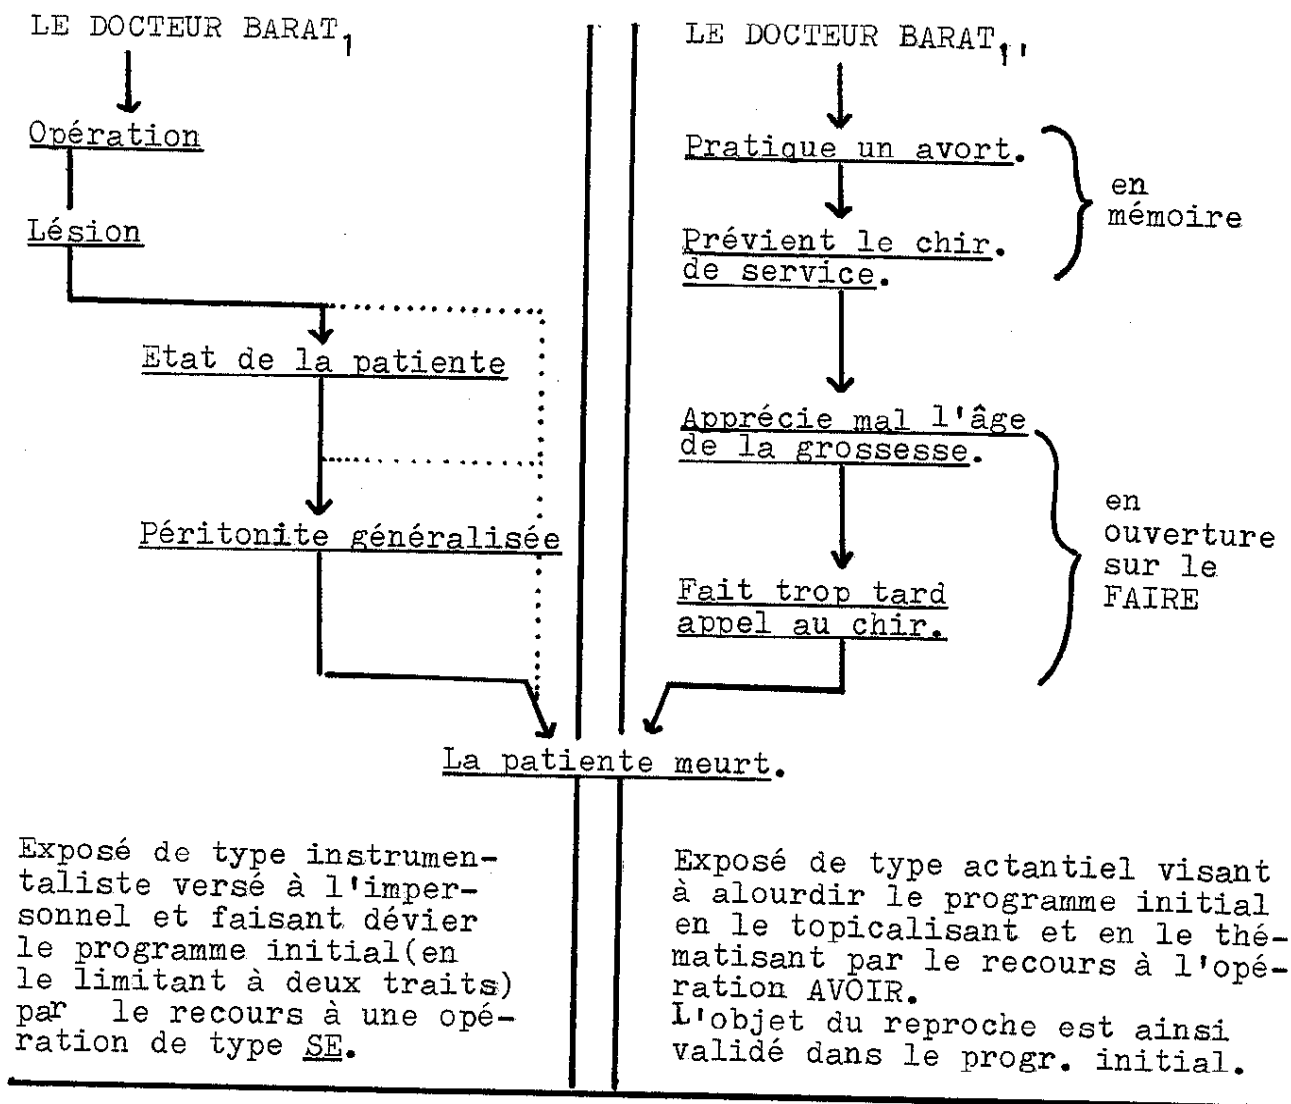 LE DOCTEUR BARAT₁
Opération
Lésion
Etat de la patiente
Péritonite généralisée
LE DOCTEUR BARAT₁'
Pratique un avort.
Prévient le chir.
de service.
en
mémoire
Apprécie mal l'âge
de la grossesse.
Fait trop tard
appel au chir.
en
ouverture
sur le
FAIRE
La patiente meurt.
Exposé de type instrumen-
taliste versé à l'imper-
sonnel et faisant dévier
le programme initial(en
le limitant à deux traits)
par le recours à une opé-
ration de type SE.
Exposé de type actantiel visant
à alourdir le programme initial
en le topicalisant et en le thé-
matisant par le recours à l'opé-
ration AVOIR.
L'objet du reproche est ainsi
validé dans le progr. initial.